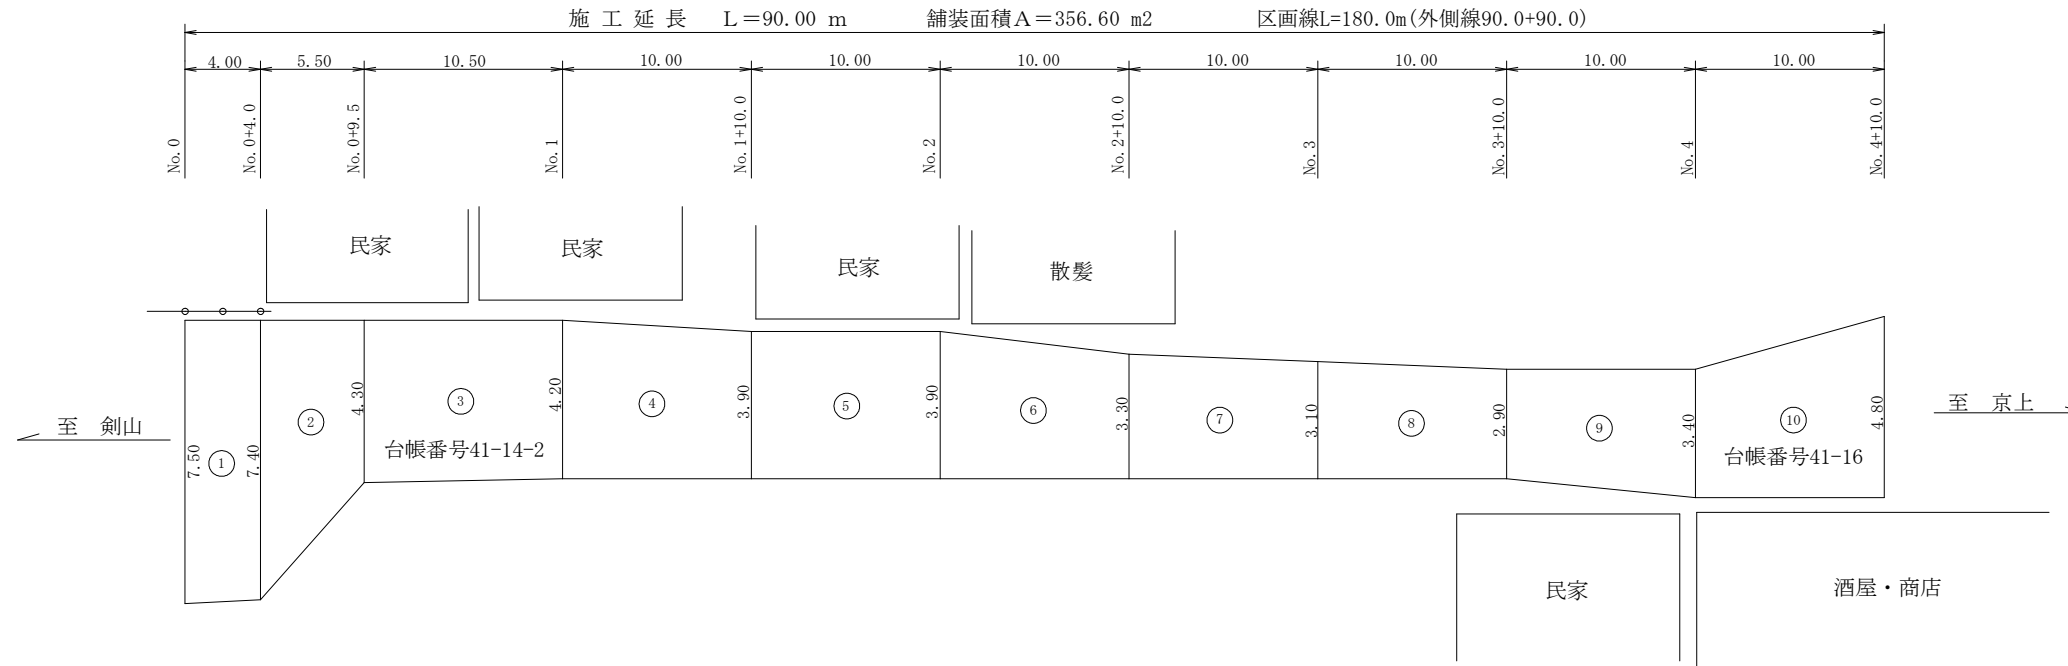 施 工 延 長 L＝90.00 m 舗装面積A＝356.60 m2 区画線L=180.0m(外側線90.0+90.0)
4.00 5.50 10.50 10.00 10.00 10.00 10.00 10.00 10.00 10.00
No.0 No.0+4.0 No.0+9.5 No.1 No.1+10.0 No.2 No.2+10.0 No.3 No.3+10.0 No.4 No.4+10.0
民家 民家 民家 散髪
7.50 ① 7.40 ② 4.30 ③ 4.20 ④ 3.90 ⑤ 3.90 ⑥ 3.30 ⑦ 3.10 ⑧ 2.90 ⑨ 3.40 ⑩ 4.80
至 剣山
至 京上
台帳番号41-14-2
台帳番号41-16
民家
酒屋・商店